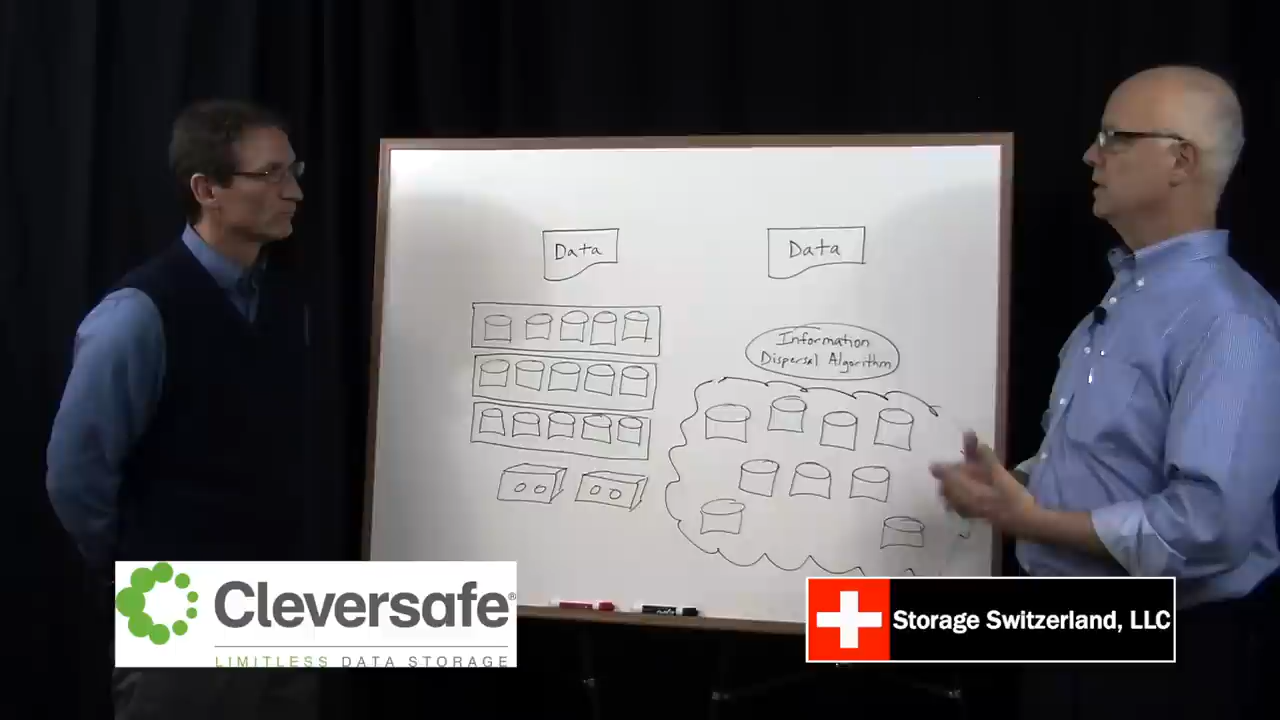 Data
Data
Information
Dispersal Algorithm
Cleversafe®
LIMITLESS DATA STORAGE
Storage Switzerland, LLC